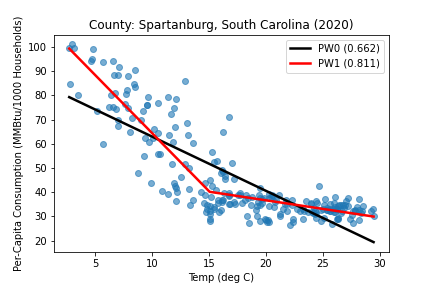 County: Spartanburg, South Carolina (2020)
PW0 (0.662)
PW1 (0.811)
Per-Capita Consumption (MMBtu/1000 Households)
100
90
80
70
60
50
40
30
20
5 10 15 20 25 30
Temp (deg C)